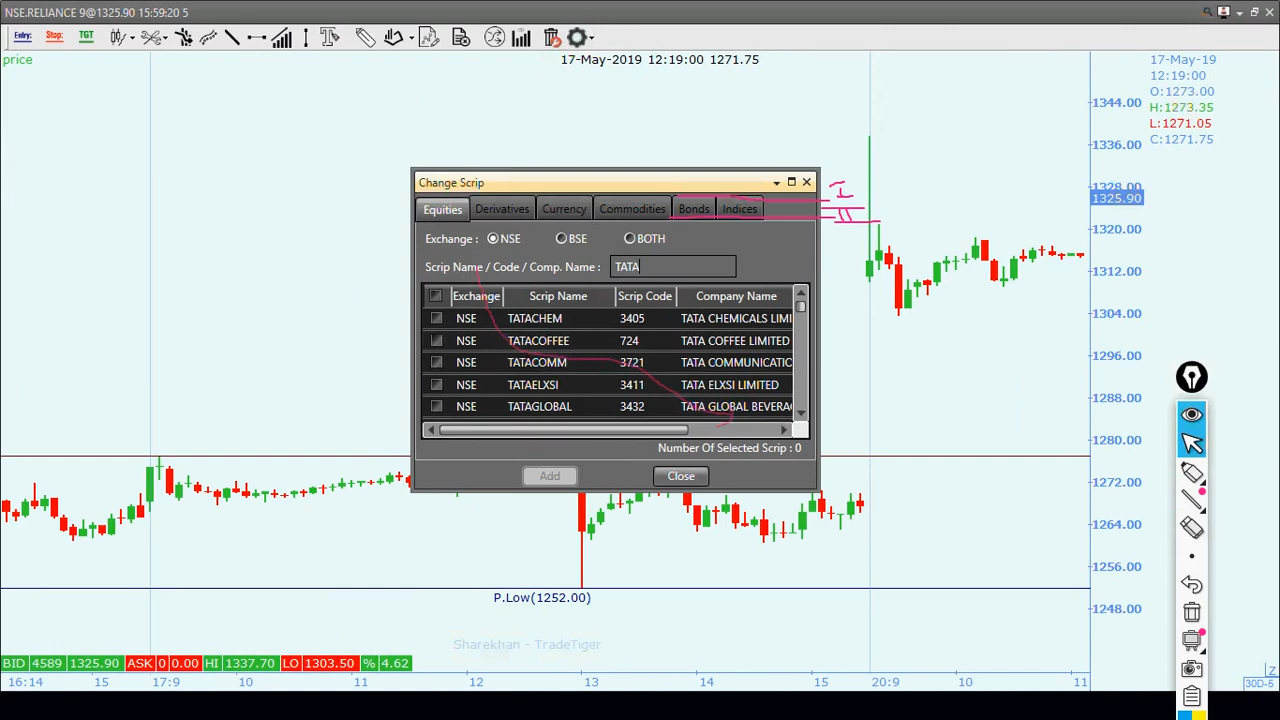 NSE.RELIANCE 9@1325.90 15:59:20 5
Entry: Stop: TGT
price
17-May-2019 12:19:00 1271.75
17-May-19
12:19:00
O:1273.00
H:1273.35
L:1271.05
C:1271.75
1344.00
1336.00
1328.00
1325.90
1320.00
1312.00
1304.00
1296.00
1288.00
1280.00
1272.00
1264.00
1256.00
1248.00
Change Scrip
Equities Derivatives Currency Commodities Bonds Indices
Exchange : NSE BSE BOTH
Scrip Name / Code / Comp. Name : TATA
Exchange Scrip Name Scrip Code Company Name
NSE TATACHEM 3405 TATA CHEMICALS LIMI
NSE TATACOFFEE 724 TATA COFFEE LIMITED
NSE TATACOMM 3721 TATA COMMUNICATIO
NSE TATAELXSI 3411 TATA ELXSI LIMITED
NSE TATAGLOBAL 3432 TATA GLOBAL BEVERA
Number Of Selected Scrip : 0
Add Close
I
II
P.Low(1252.00)
Sharekhan - TradeTiger
BID 4589 1325.90 ASK 0 0.00 HI 1337.70 LO 1303.50 % 4.62
16:14 15 17:9 10 11 12 13 14 15 20:9 10 11
Z
30D-5